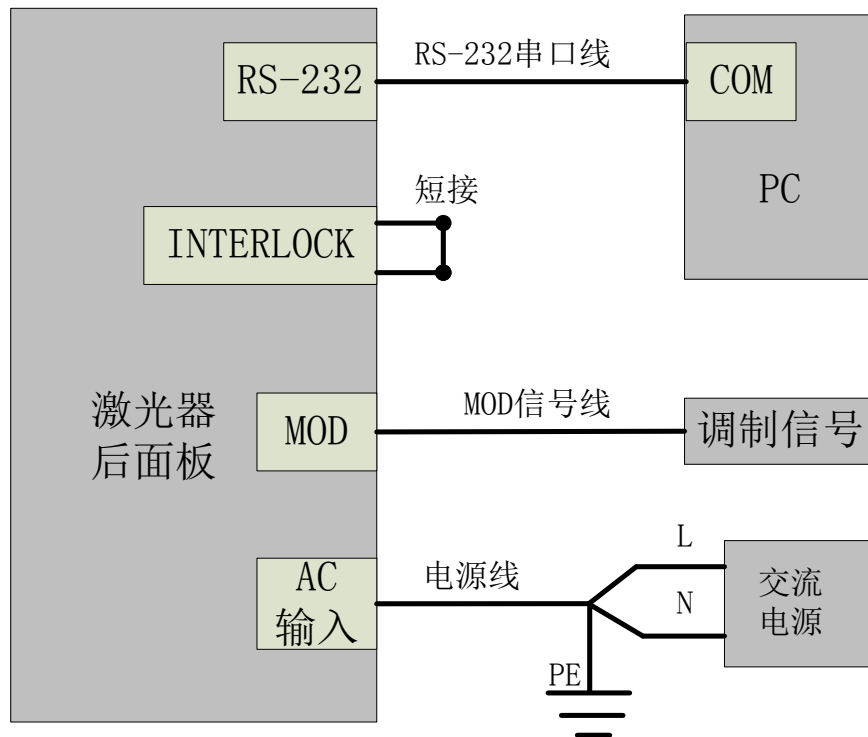 RS-232
RS-232串口线
COM
PC
短接
INTERLOCK
激光器
后面板
MOD
MOD信号线
调制信号
AC
输入
电源线
L
N
PE
交流
电源